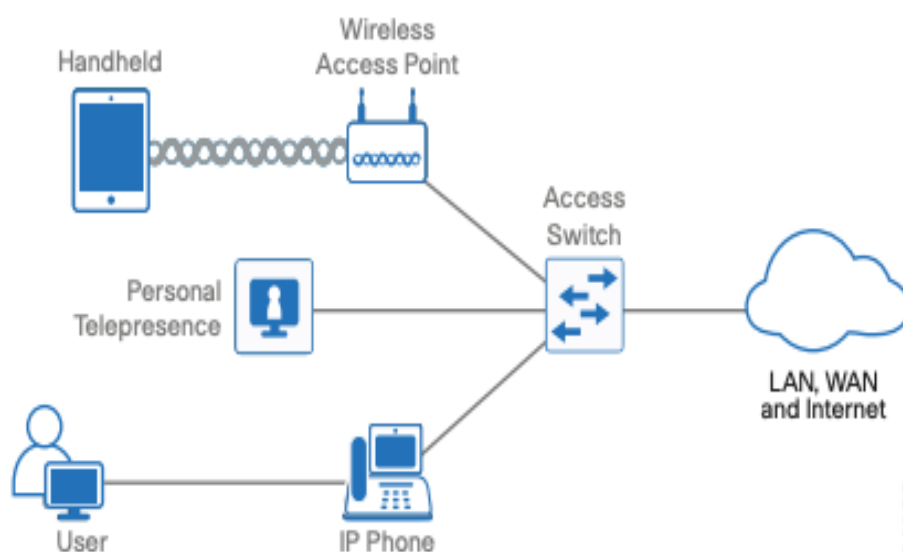 Wireless
Access Point
Handheld
Access
Switch
Personal
Telepresence
LAN, WAN
and Internet
User
IP Phone